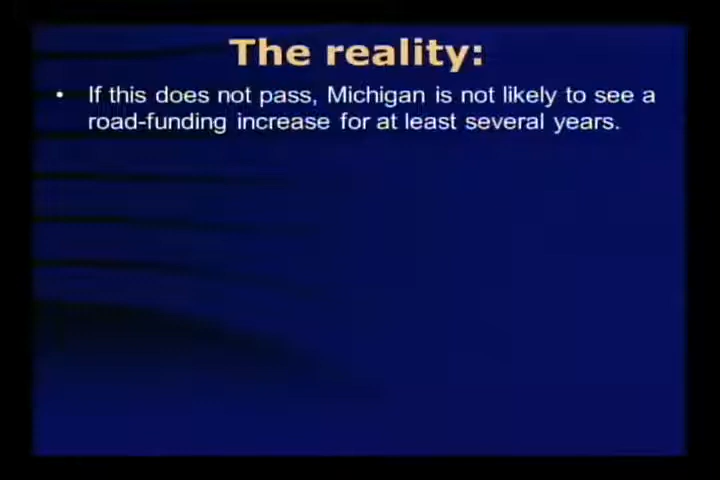 The reality:
• If this does not pass, Michigan is not likely to see a
road-funding increase for at least several years.